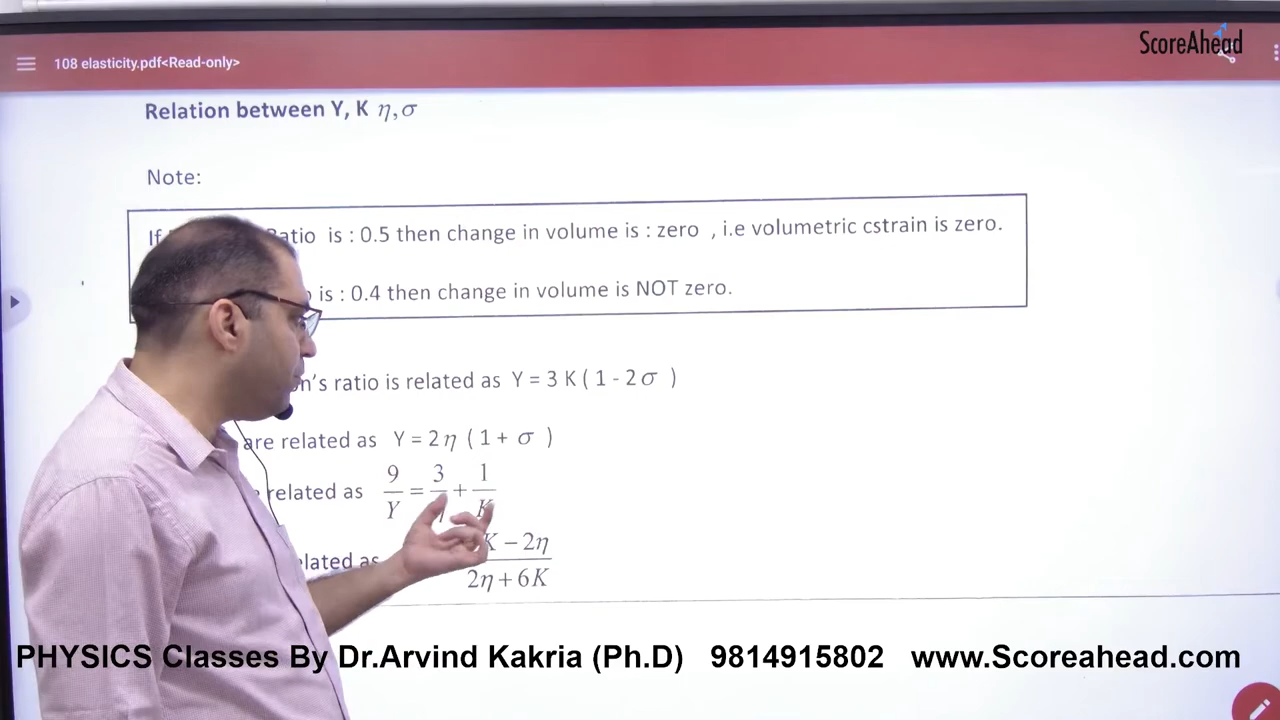 ScoreAhead
108 elasticity.pdf<Read-only>
Relation between Y, K η, σ
Note:
If Ratio is : 0.5 then change in volume is : zero , i.e volumetric cstrain is zero.
is : 0.4 then change in volume is NOT zero.
ratio is related as Y = 3 K ( 1 - 2 σ )
are related as Y = 2 η ( 1 + σ )
related as 9/Y = 3/ + 1/K
K – 2η / 2η + 6K
PHYSICS Classes By Dr.Arvind Kakria (Ph.D) 9814915802 www.Scoreahead.com